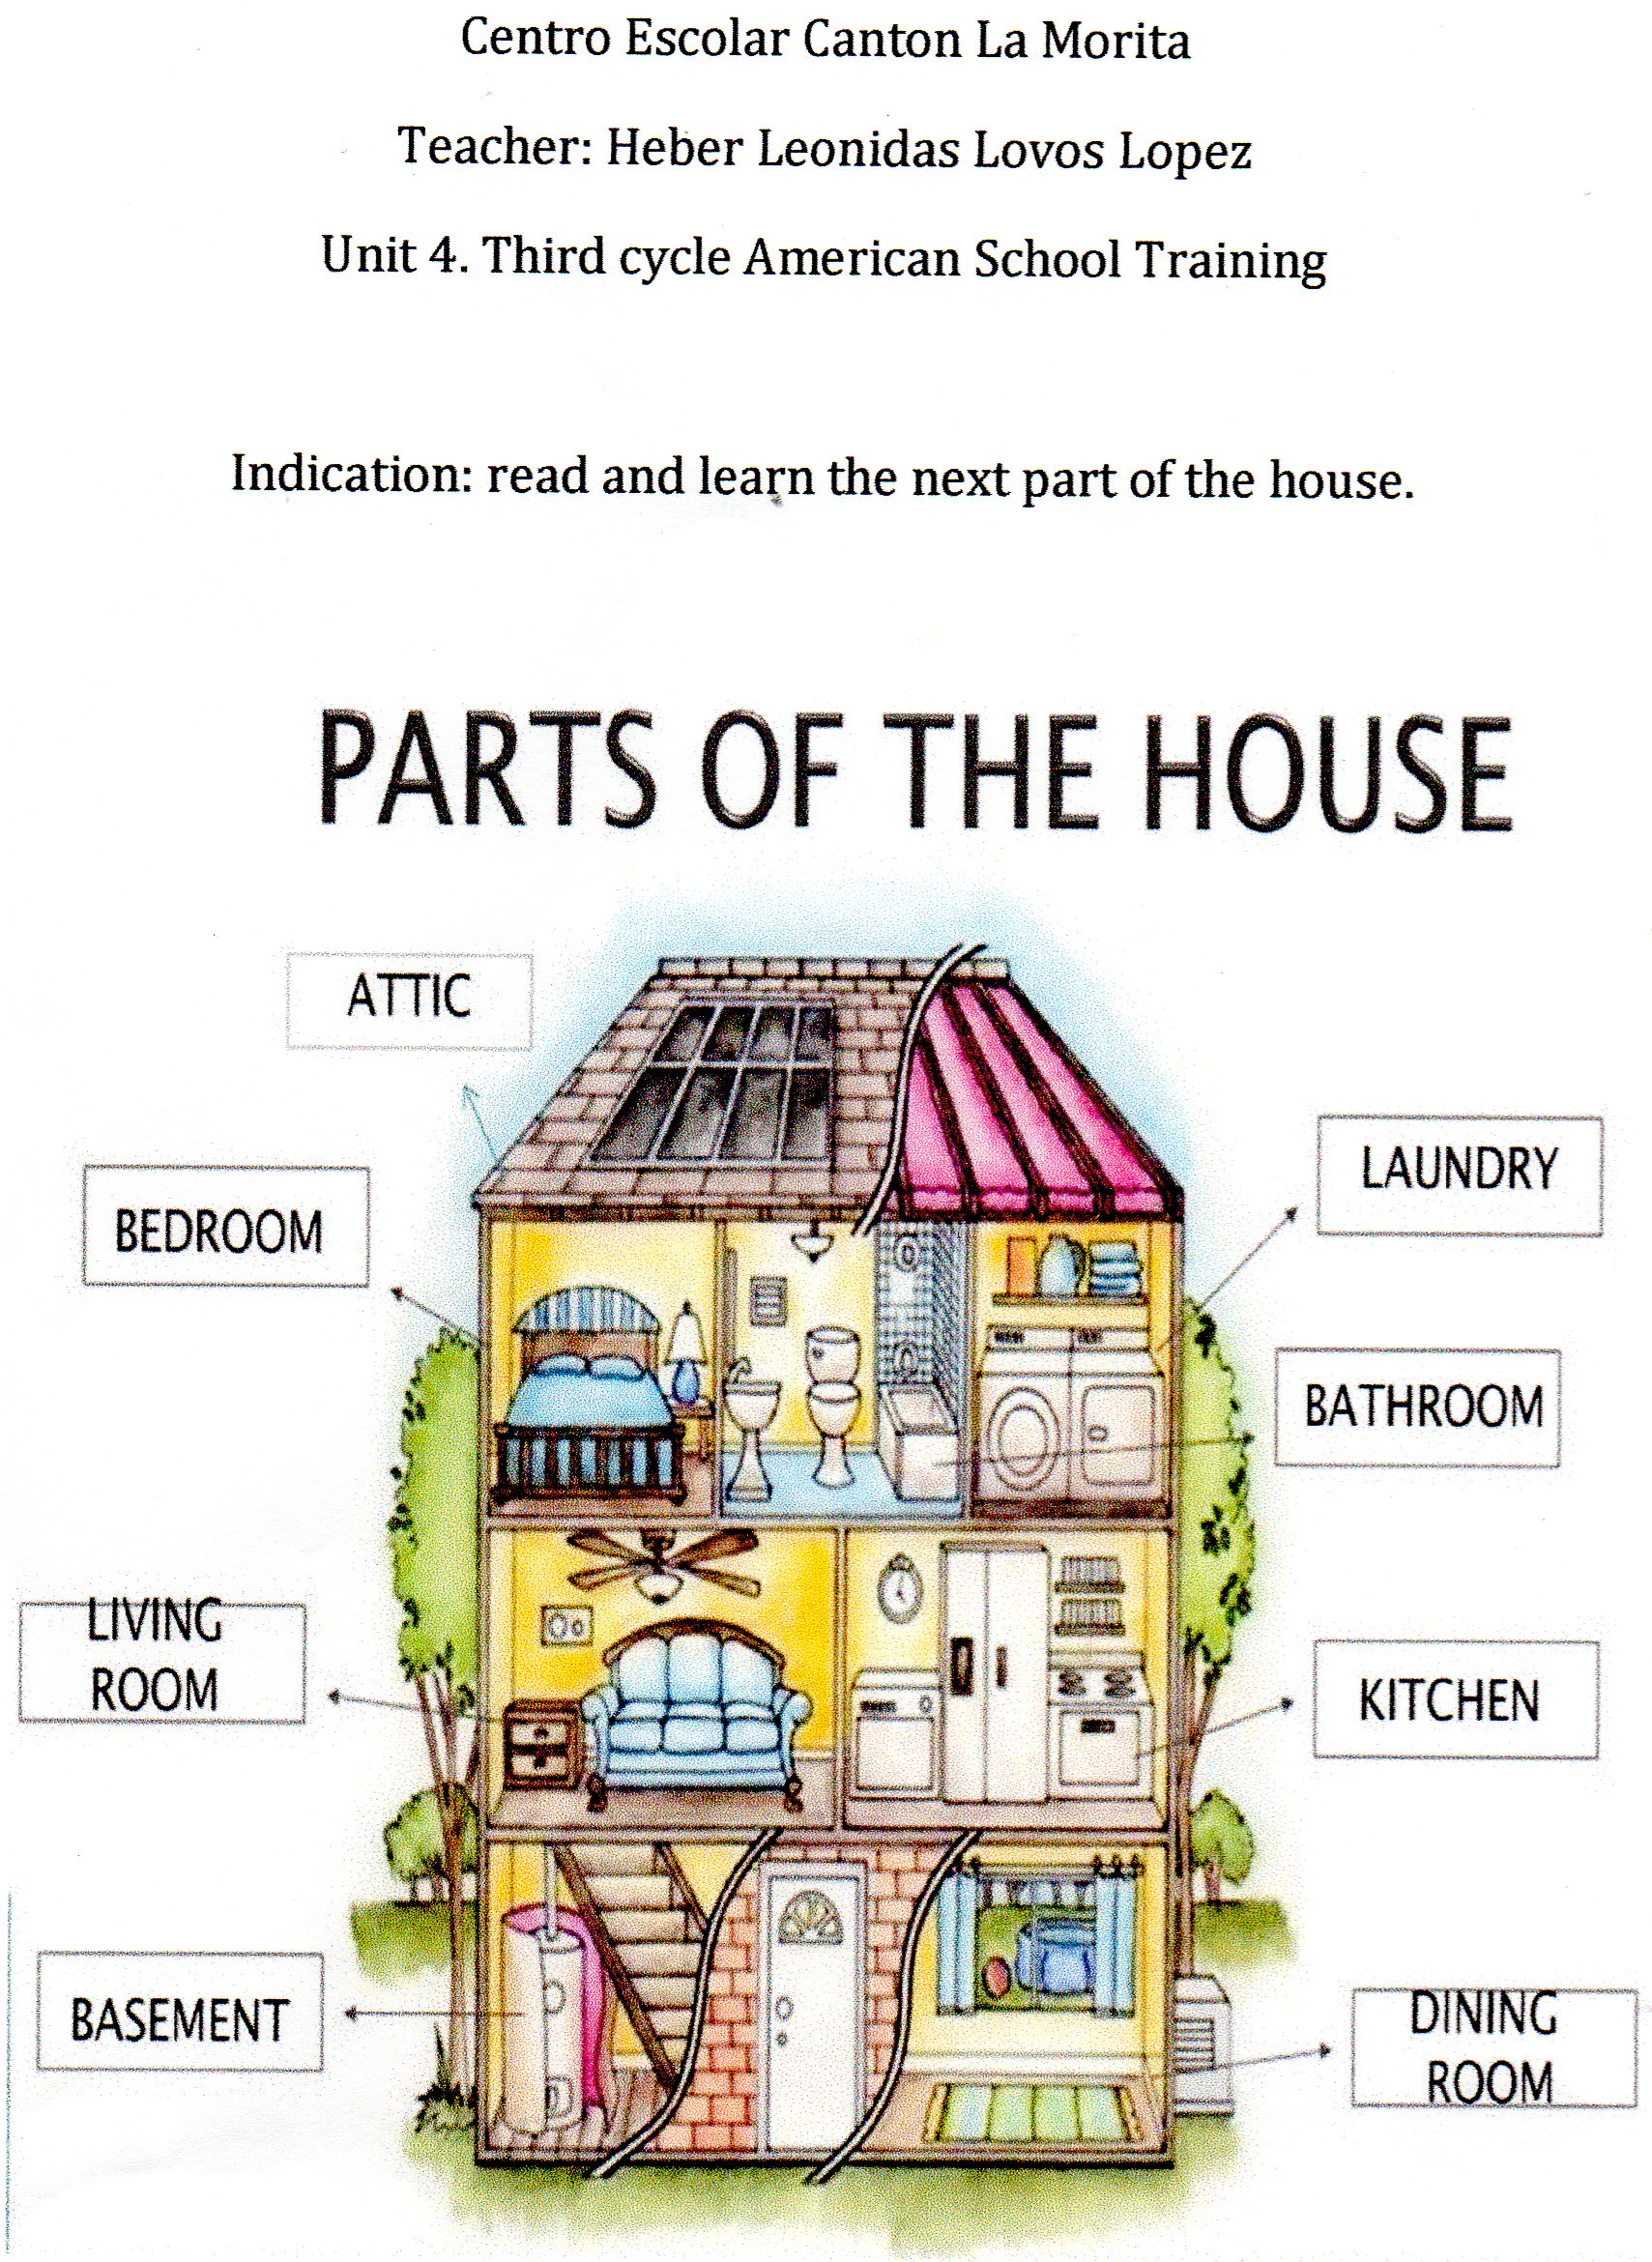 Centro Escolar Canton La Morita
Teacher: Heber Leonidas Lovos Lopez
Unit 4. Third cycle American School Training
Indication: read and learn the next part of the house.
PARTS OF THE HOUSE
ATTIC
LAUNDRY
BEDROOM
BATHROOM
LIVING
ROOM
KITCHEN
BASEMENT
DINING
ROOM